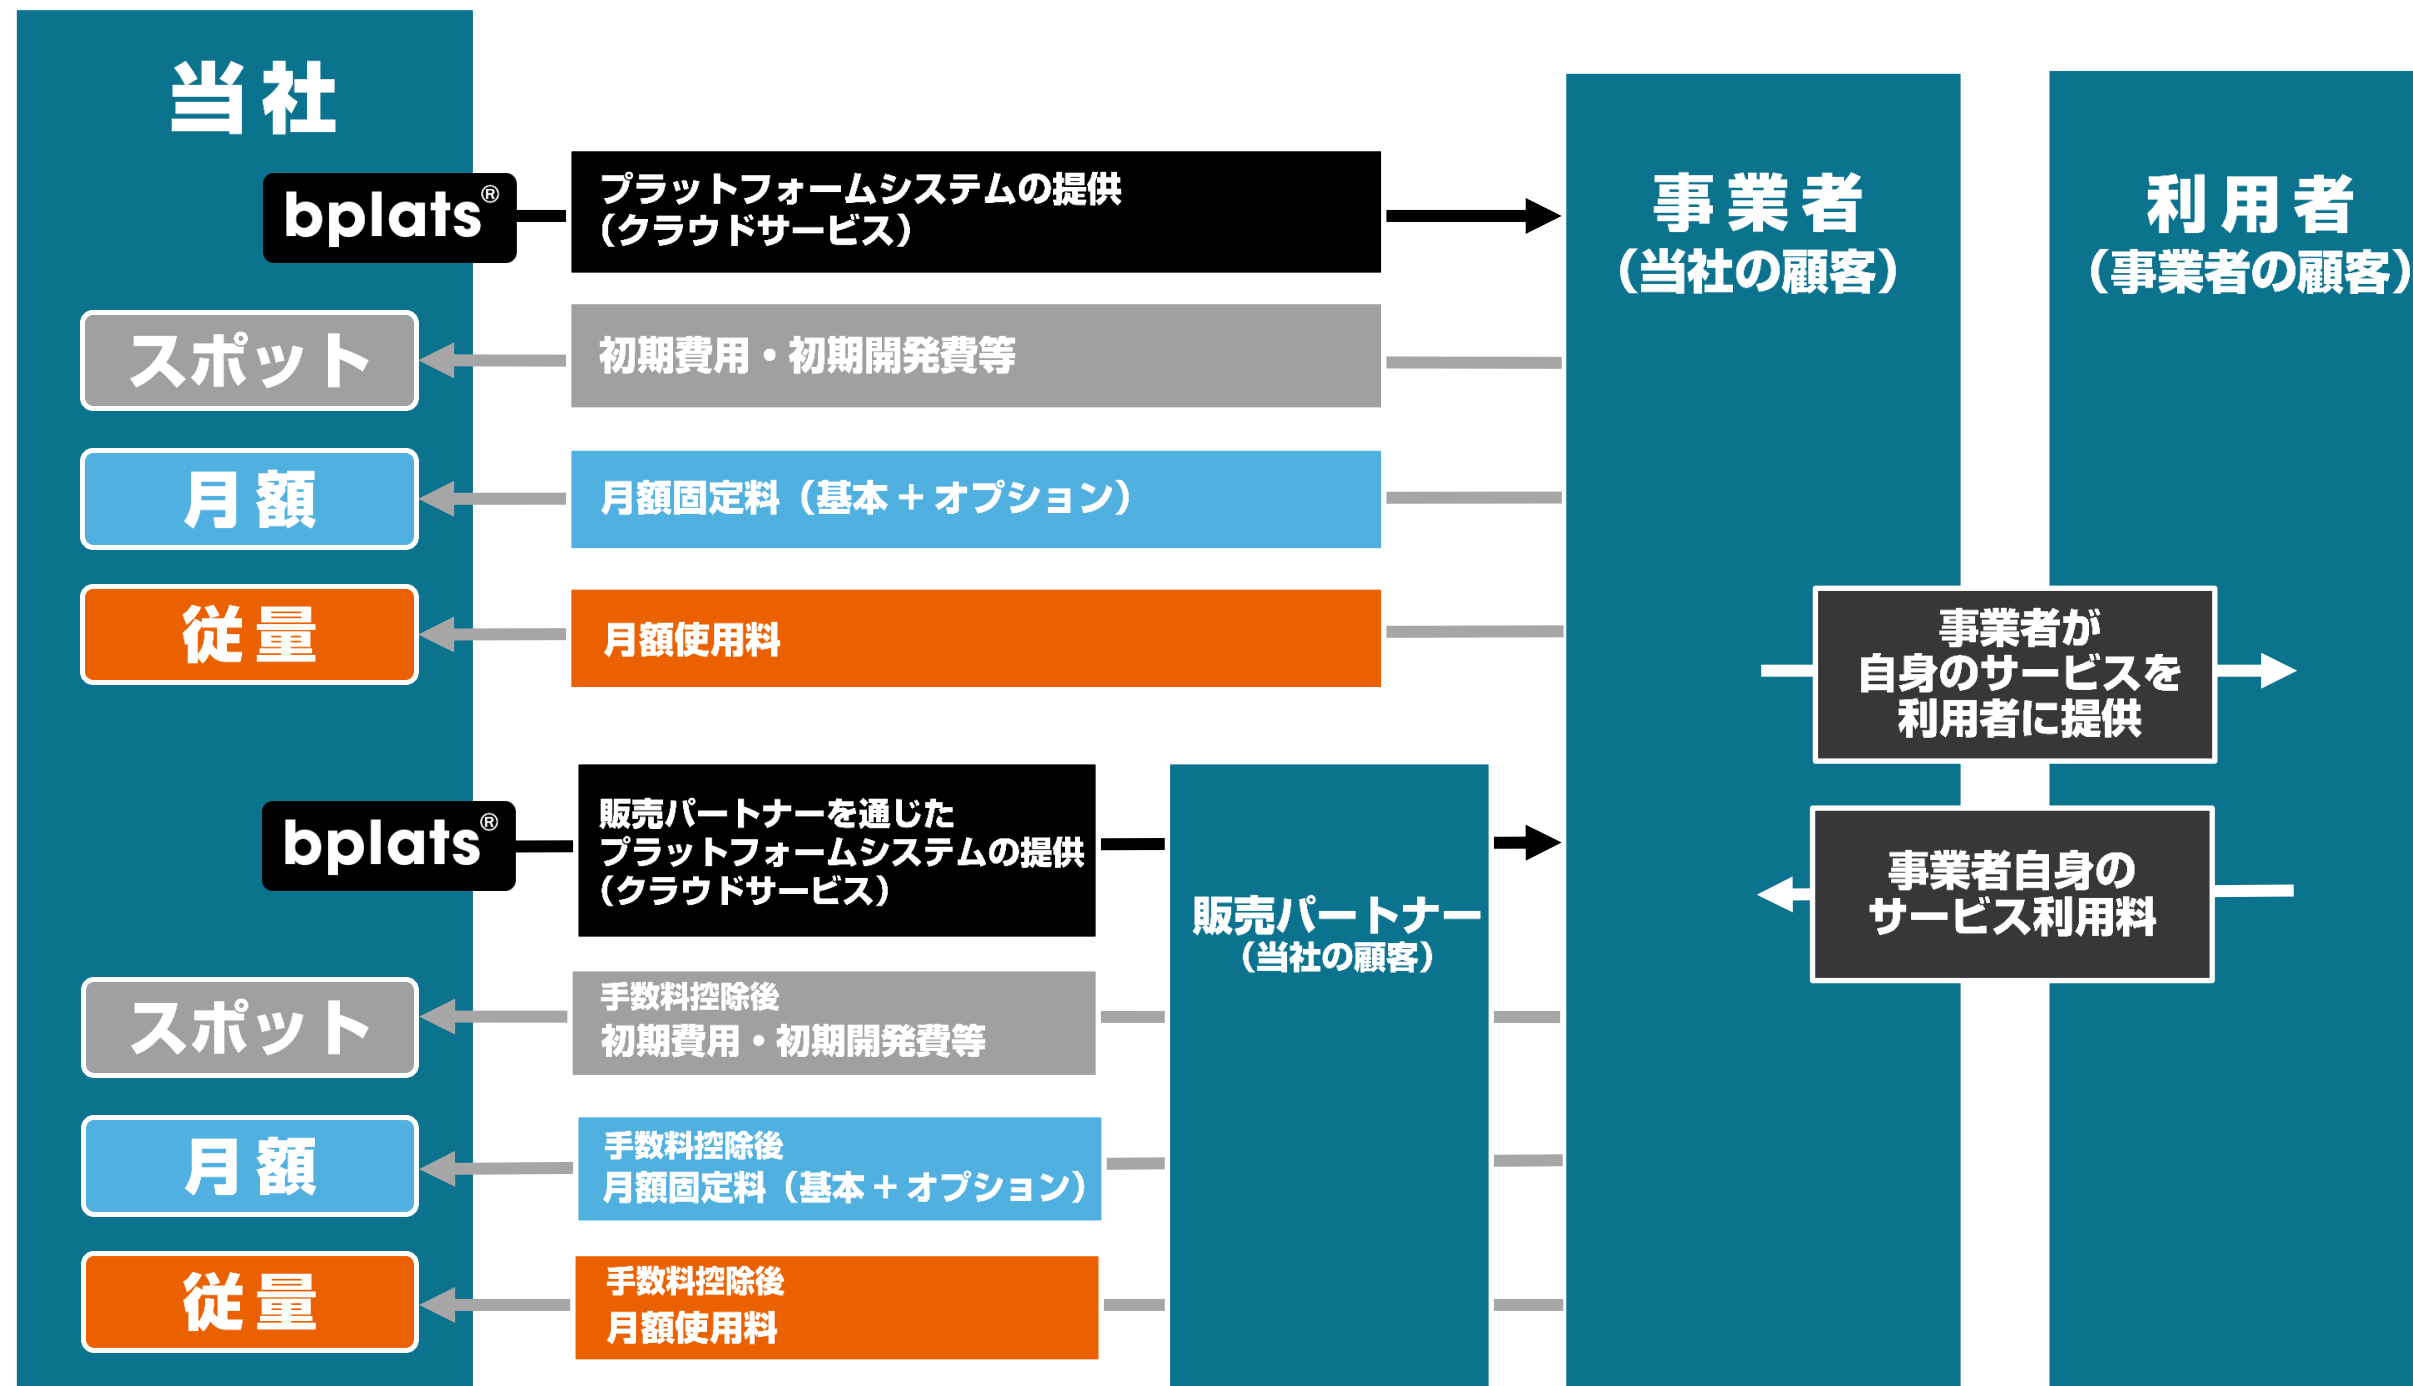 当社
bplats®
プラットフォームシステムの提供
（クラウドサービス）
事業者
（当社の顧客）
利用者
（事業者の顧客）
スポット
初期費用・初期開発費等
月額
月額固定料（基本+オプション）
従量
月額使用料
事業者が
自身のサービスを
利用者に提供
bplats®
販売パートナーを通じた
プラットフォームシステムの提供
（クラウドサービス）
販売パートナー
（当社の顧客）
事業者自身の
サービス利用料
スポット
手数料控除後
初期費用・初期開発費等
月額
手数料控除後
月額固定料（基本+オプション）
従量
手数料控除後
月額使用料